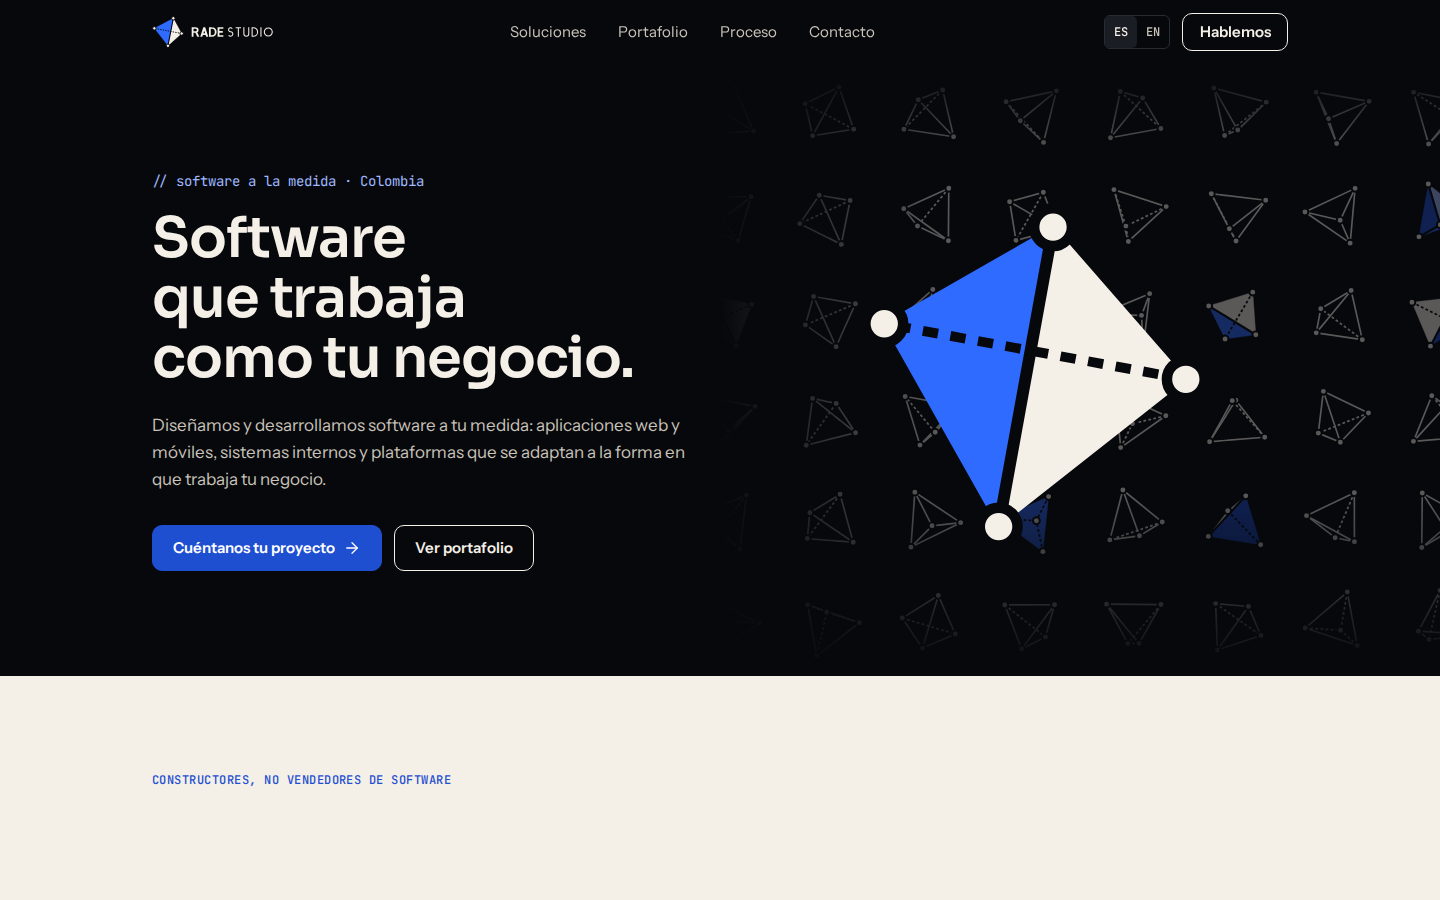 RADE STUDIO
Soluciones
Portafolio
Proceso
Contacto
ES
EN
Hablemos
// software a la medida · Colombia
Software
que trabaja
como tu negocio.
Diseñamos y desarrollamos software a tu medida: aplicaciones web y
móviles, sistemas internos y plataformas que se adaptan a la forma en
que trabaja tu negocio.
Cuéntanos tu proyecto →
Ver portafolio
CONSTRUCTORES, NO VENDEDORES DE SOFTWARE